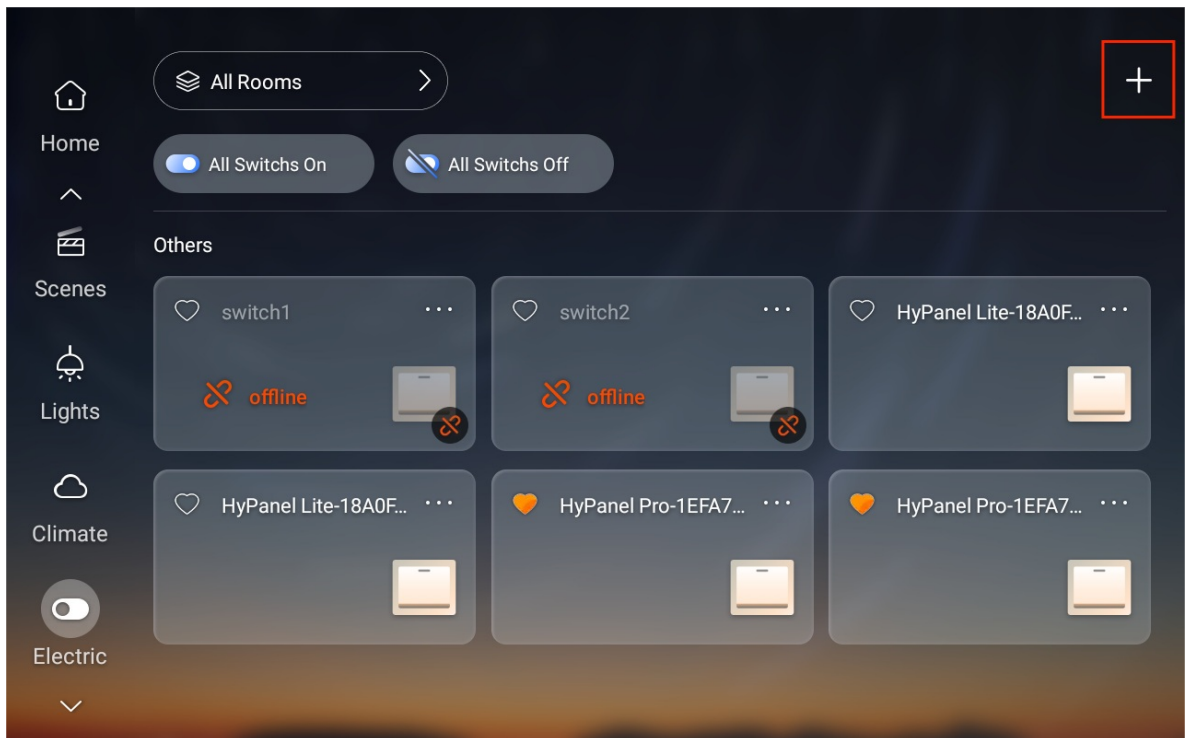 All Rooms
Home
All Switchs On
All Switchs Off
Others
Scenes
switch1
switch2
HyPanel Lite-18A0F...
offline
offline
Lights
HyPanel Lite-18A0F...
HyPanel Pro-1EFA7...
HyPanel Pro-1EFA7...
Climate
Electric